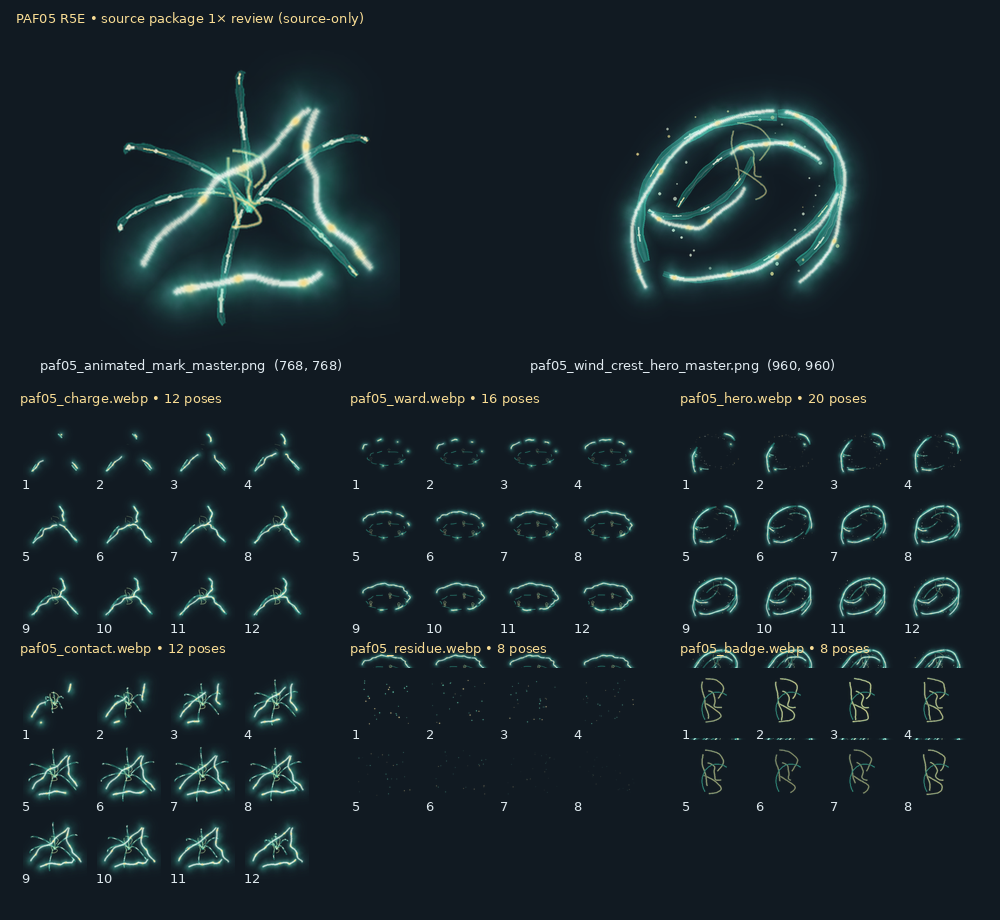 PAF05 R5E • source package 1× review (source-only)
paf05_animated_mark_master.png (768, 768)
paf05_wind_crest_hero_master.png (960, 960)
paf05_charge.webp • 12 poses
1 2 3 4
5 6 7 8
9 10 11 12
paf05_ward.webp • 16 poses
1 2 3 4
5 6 7 8
9 10 11 12
paf05_hero.webp • 20 poses
1 2 3 4
5 6 7 8
9 10 11 12
paf05_contact.webp • 12 poses
1 2 3 4
5 6 7 8
9 10 11 12
paf05_residue.webp • 8 poses
1 2 3 4
5 6 7 8
paf05_badge.webp • 8 poses
1 2 3 4
5 6 7 8